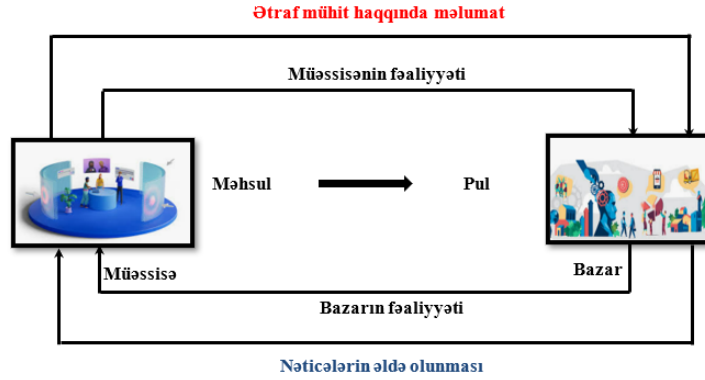 Ətraf mühit haqqında məlumat
Müəssisənin fəaliyyəti
Məhsul
Pul
Müəssisə
Bazar
Bazarın fəaliyyəti
Nəticələrin əldə olunması